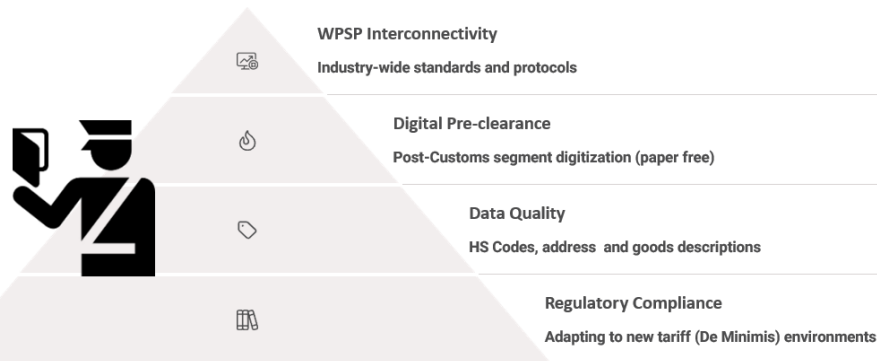 WPSP Interconnectivity
Industry-wide standards and protocols
Digital Pre-clearance
Post-Customs segment digitization (paper free)
Data Quality
HS Codes, address and goods descriptions
Regulatory Compliance
Adapting to new tariff (De Minimis) environments